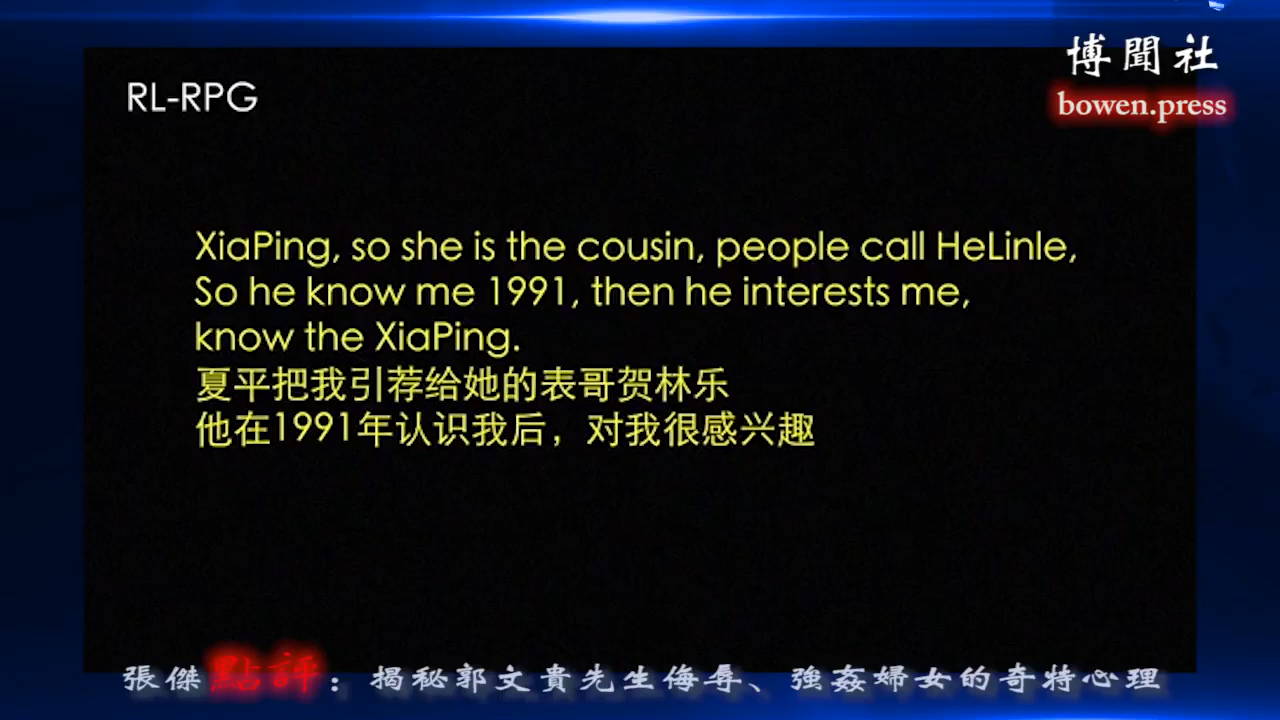 博聞社
bowen.press
RL-RPG
XiaPing, so she is the cousin, people call HeLinle,
So he know me 1991, then he interests me,
know the XiaPing.
夏平把我引荐给她的表哥贺林乐
他在1991年认识我后，对我很感兴趣
張傑點評：揭秘郭文貴先生侮辱、強姦婦女的奇特心理